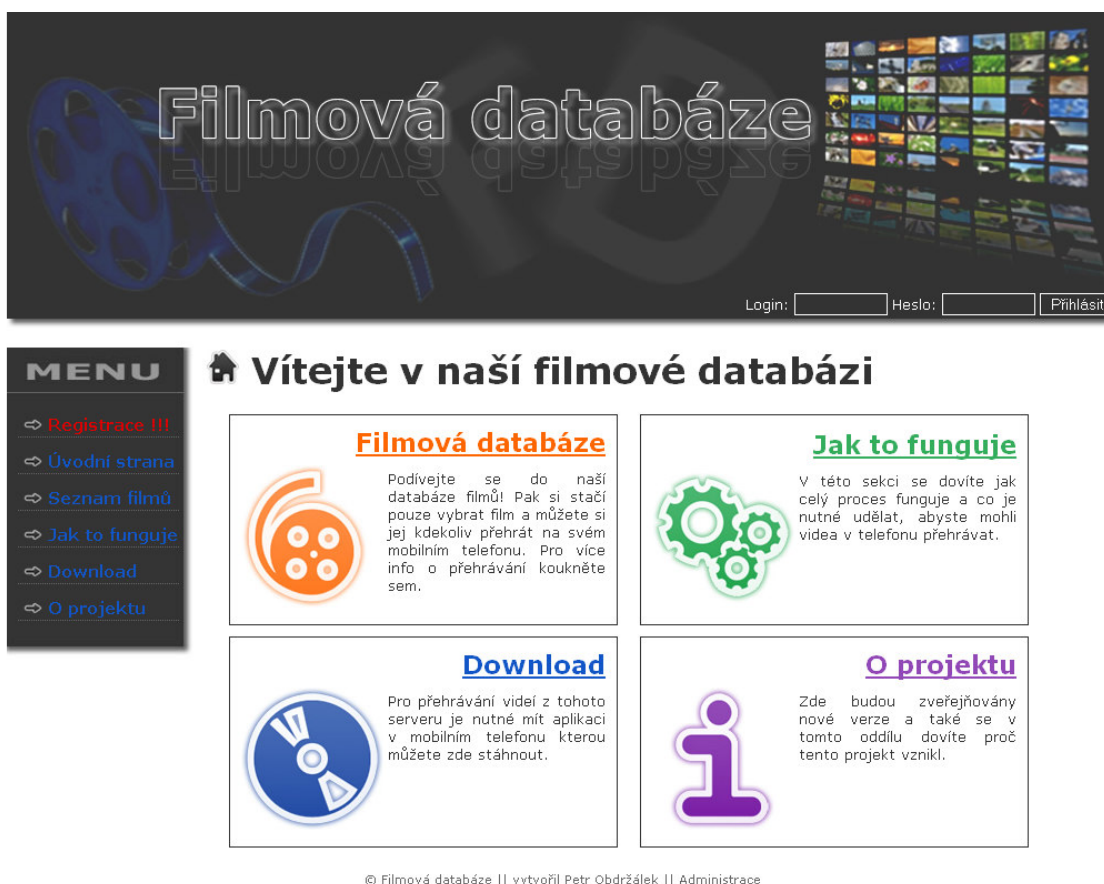 Filmová databáze
Login:
Heslo:
Přihlásit
MENU
Registrace !!!
Úvodní strana
Seznam filmů
Jak to funguje
Download
O projektu
Vítejte v naší filmové databázi
Filmová databáze
Podívejte se do naší
databáze filmů! Pak si stačí
pouze vybrat film a můžete si
jej kdekoliv přehrát na svém
mobilním telefonu. Pro více
info o přehrávání koukněte
sem.
Jak to funguje
V této sekci se dovíte jak
celý proces funguje a co je
nutné udělat, abyste mohli
videa v telefonu přehrávat.
Download
Pro přehrávání videí z tohoto
serveru je nutné mít aplikaci
v mobilním telefonu kterou
můžete zde stáhnout.
O projektu
Zde budou zveřejňovány
nové verze a také se v
tomto oddílu dovíte proč
tento projekt vznikl.
© Filmová databáze || vytvořil Petr Obdržálek || Administrace